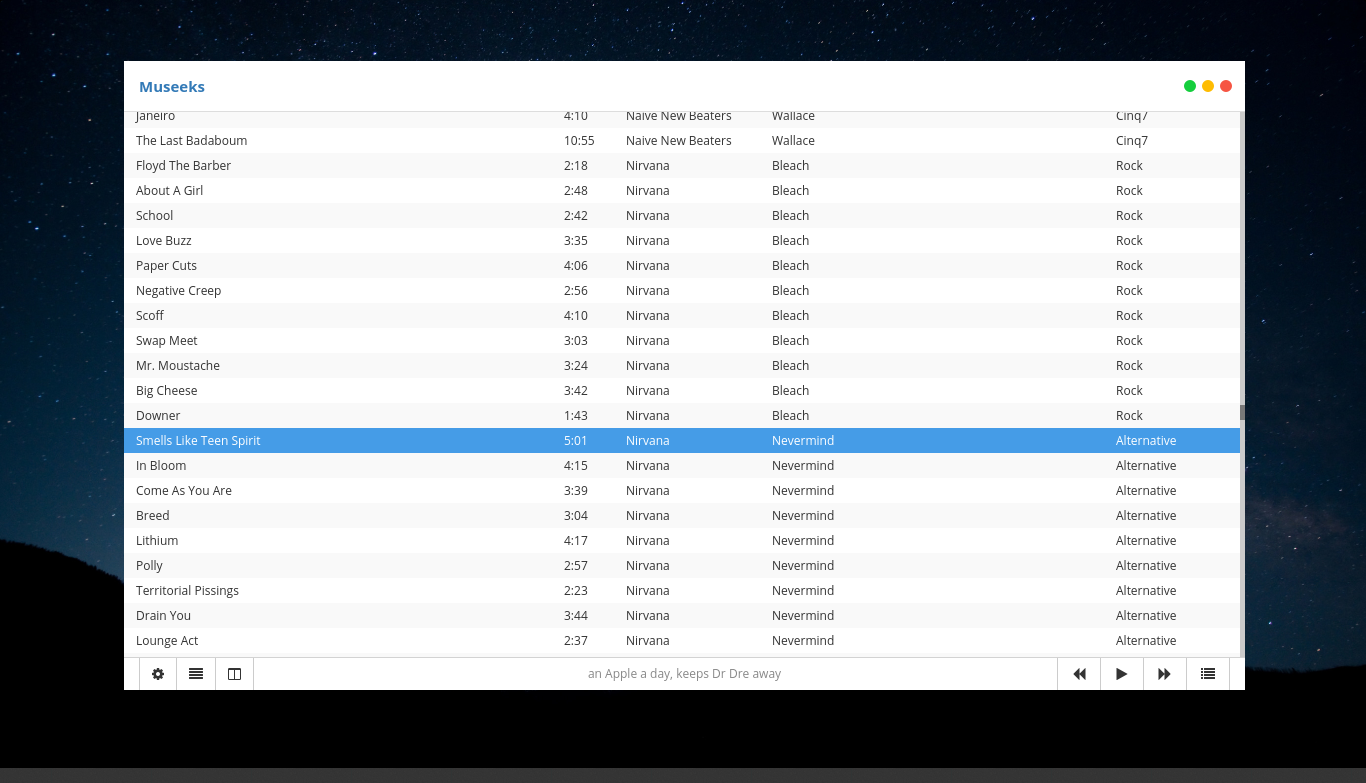 Museeks
Janeiro 4:10 Naive New Beaters Wallace Cinq7
The Last Badaboum 10:55 Naive New Beaters Wallace Cinq7
Floyd The Barber 2:18 Nirvana Bleach Rock
About A Girl 2:48 Nirvana Bleach Rock
School 2:42 Nirvana Bleach Rock
Love Buzz 3:35 Nirvana Bleach Rock
Paper Cuts 4:06 Nirvana Bleach Rock
Negative Creep 2:56 Nirvana Bleach Rock
Scoff 4:10 Nirvana Bleach Rock
Swap Meet 3:03 Nirvana Bleach Rock
Mr. Moustache 3:24 Nirvana Bleach Rock
Big Cheese 3:42 Nirvana Bleach Rock
Downer 1:43 Nirvana Bleach Rock
Smells Like Teen Spirit 5:01 Nirvana Nevermind Alternative
In Bloom 4:15 Nirvana Nevermind Alternative
Come As You Are 3:39 Nirvana Nevermind Alternative
Breed 3:04 Nirvana Nevermind Alternative
Lithium 4:17 Nirvana Nevermind Alternative
Polly 2:57 Nirvana Nevermind Alternative
Territorial Pissings 2:23 Nirvana Nevermind Alternative
Drain You 3:44 Nirvana Nevermind Alternative
Lounge Act 2:37 Nirvana Nevermind Alternative
an Apple a day, keeps Dr Dre away